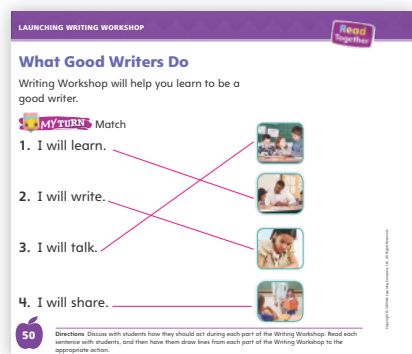 LAUNCHING WRITING WORKSHOP
Read
Together
What Good Writers Do
Writing Workshop will help you learn to be a
good writer.
MY TURN Match
1. I will learn.
2. I will write.
3. I will talk.
4. I will share.
50
Directions Discuss with students how they should act during each part of the Writing Workshop. Read each
sentence with students, and then have them draw lines from each part of the Writing Workshop to the
appropriate action.